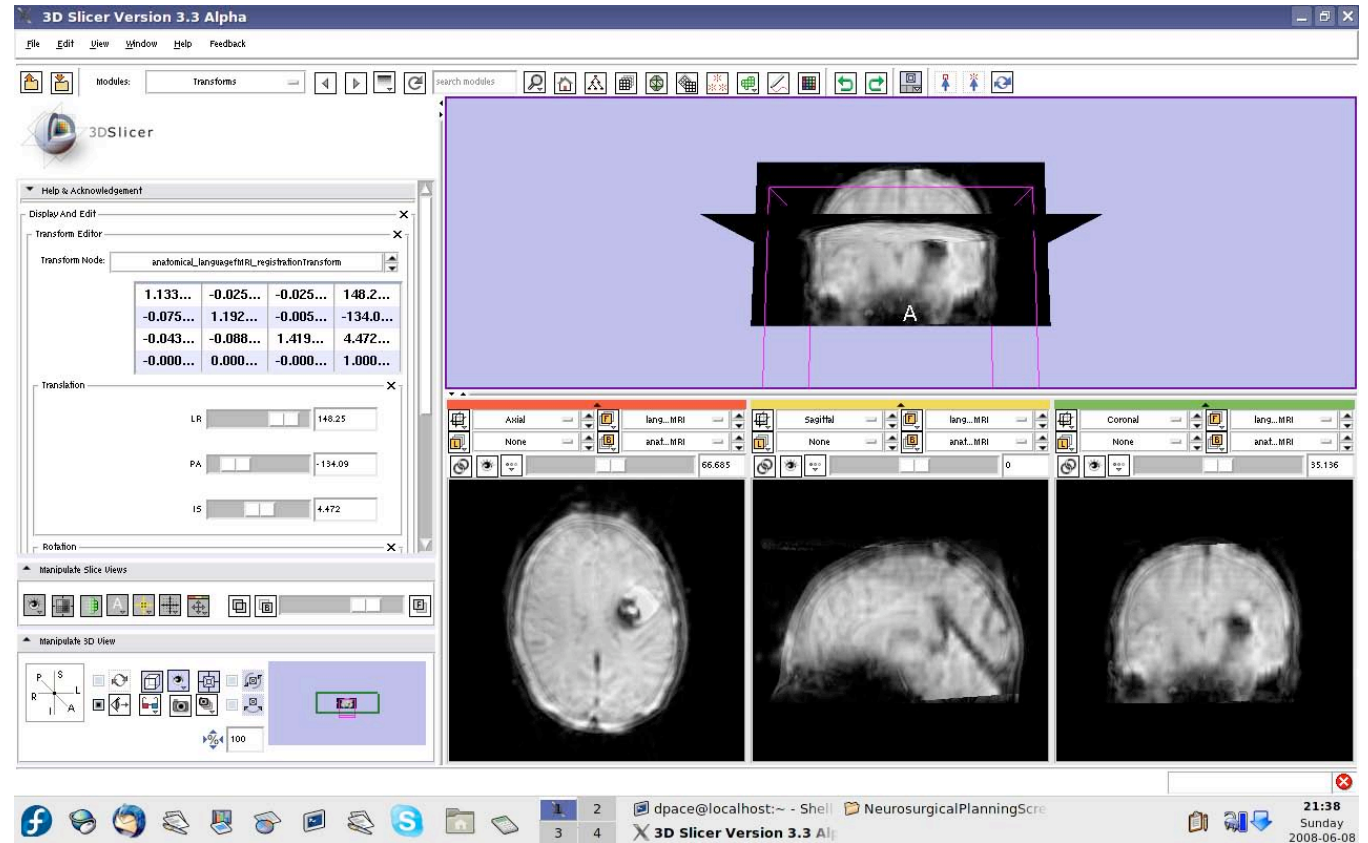 3D Slicer Version 3.3 Alpha
File Edit View Window Help Feedback
Modules: Transforms search modules
3DSlicer
Help & Acknowledgement
Display And Edit
Transform Editor
Transform Node: anatomical_languagefMRI_registrationTransform
1.133... -0.025... -0.025... 148.2...
-0.075... 1.192... -0.005... -134.0...
-0.043... -0.088... 1.419... 4.472...
-0.000... 0.000... -0.000... 1.000...
Translation
LR 148.25
PA -134.09
IS 4.472
Rotation
Manipulate Slice Views
A
B F
Manipulate 3D View
P S
R L
I A
% 100
A
Axial F lang...MRI
L None B anat...MRI
66.685
Sagittal F lang...MRI
L None B anat...MRI
0
Coronal F lang...MRI
L None B anat...MRI
35.136
1 2
3 4
dpace@localhost:~ - Shell
NeurosurgicalPlanningScre
3D Slicer Version 3.3 Al
21:38
Sunday
2008-06-08